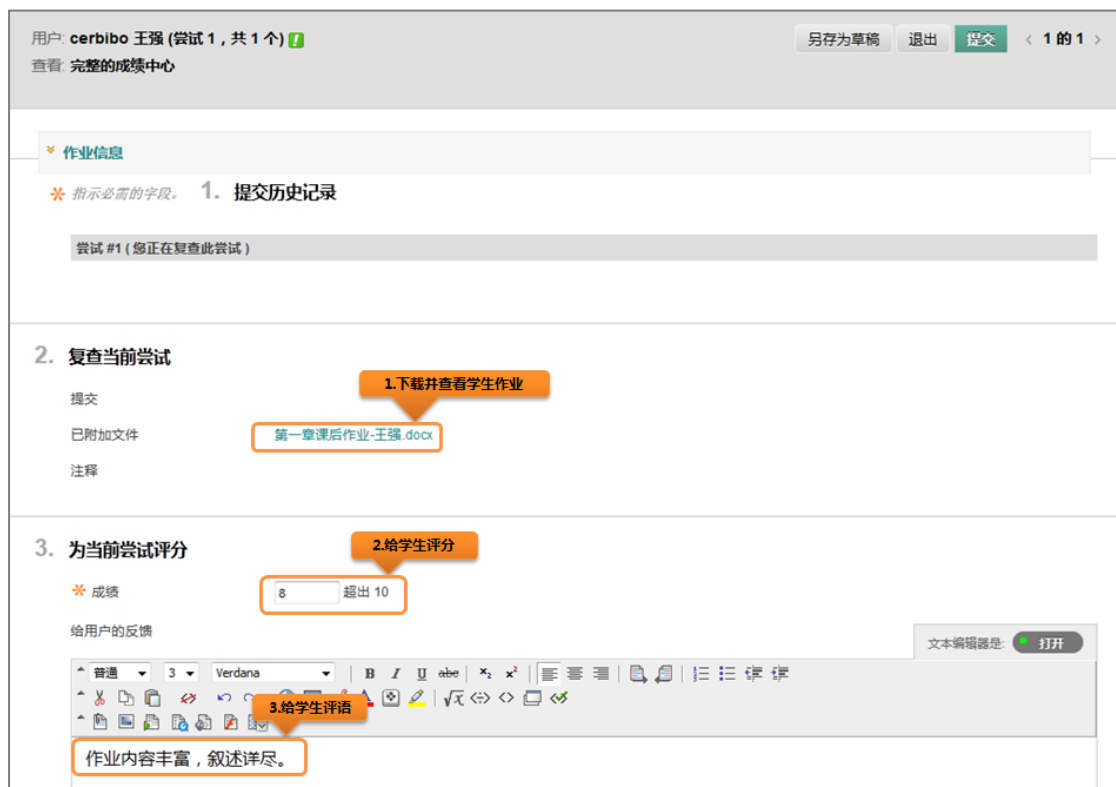 用户: cerbibo 王强 (尝试 1，共 1 个) !
另存为草稿 退出 提交 < 1 的 1 >
查看: 完整的成绩中心
作业信息
指示必需的字段。 1. 提交历史记录
尝试 #1 ( 您正在复查此尝试 )
2. 复查当前尝试
1.下载并查看学生作业
提交
已附加文件 第一章课后作业-王强.docx
注释
3. 为当前尝试评分
2.给学生评分
成绩 8 超出 10
给用户的反馈
文本编辑器是: 打开
普通 3 Verdana B I U abc x₂ x²
3.给学生评语
作业内容丰富，叙述详尽。